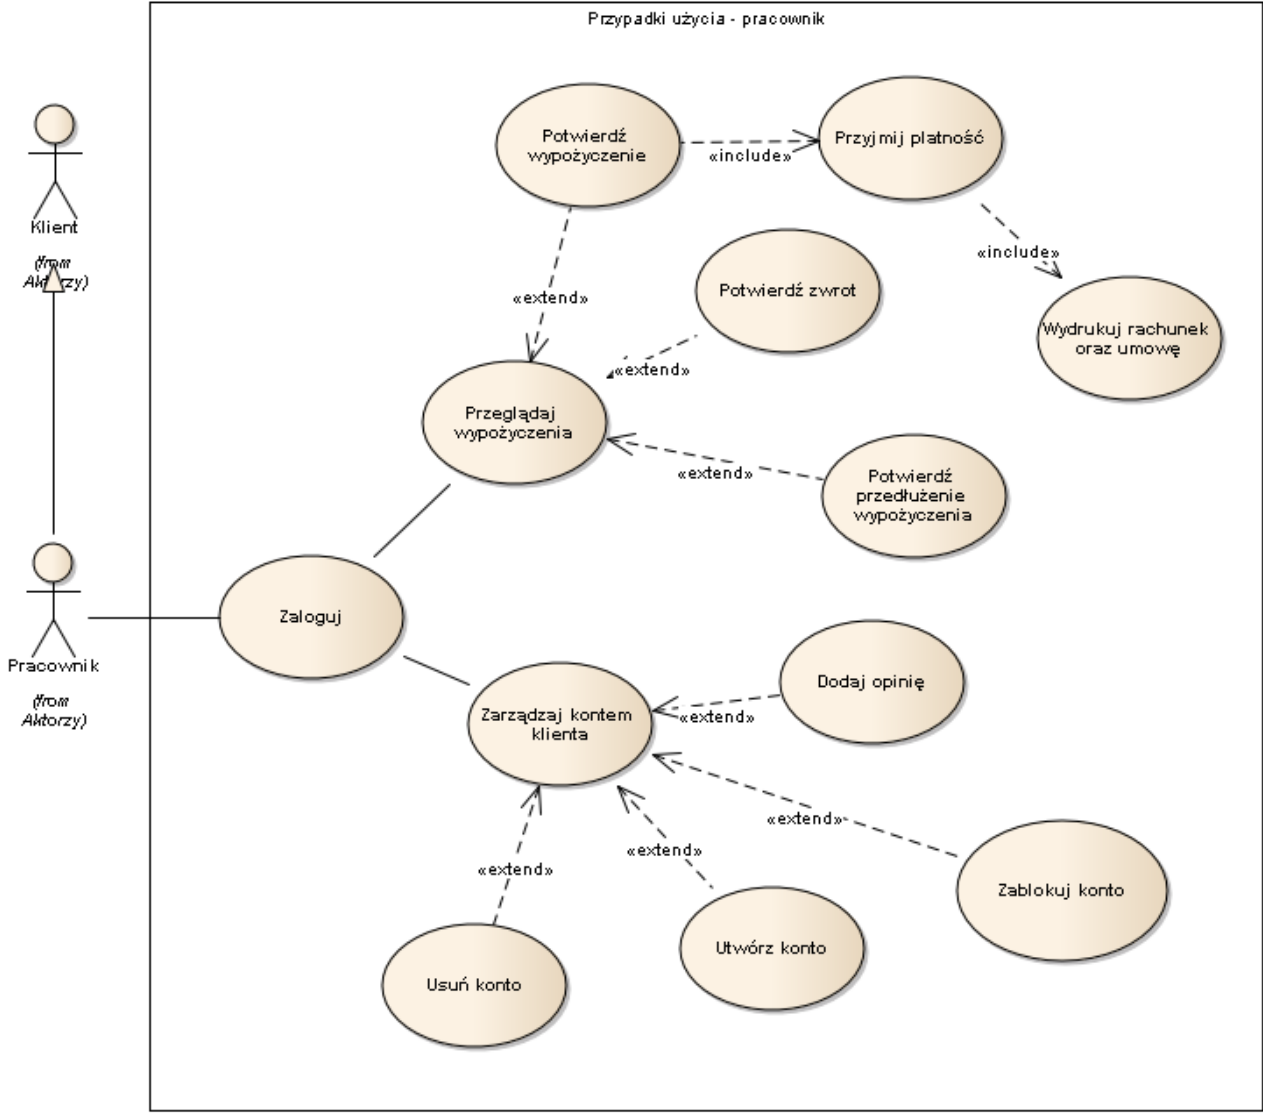 Przypadki użycia - pracownik
Potwierdź
wypożyczenie
«include»
Przyjmij platność
Klient
(from
Aktorzy)
«include»
Potwierdź zwrot
«extend»
Wydrukuj rachunek
oraz umowę
«extend»
Przeglądaj
wypożyczenia
«extend»
Potwierdź
przedłużenie
wypożyczenia
Zaloguj
Pracownik
(from
Aktorzy)
Dodaj opinię
Zarządzaj kontem
klienta
«extend»
«extend»
«extend»
«extend»
Zablokuj konto
Utwórz konto
Usuń konto